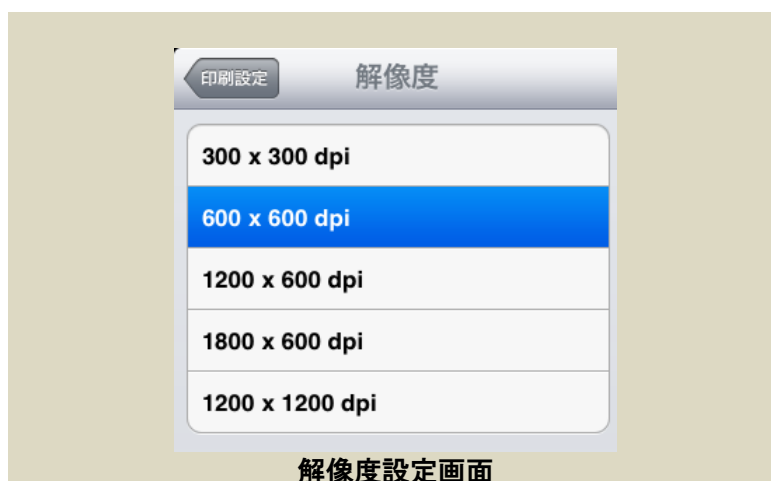 印刷設定
解像度
300 x 300 dpi
600 x 600 dpi
1200 x 600 dpi
1800 x 600 dpi
1200 x 1200 dpi
解像度設定画面